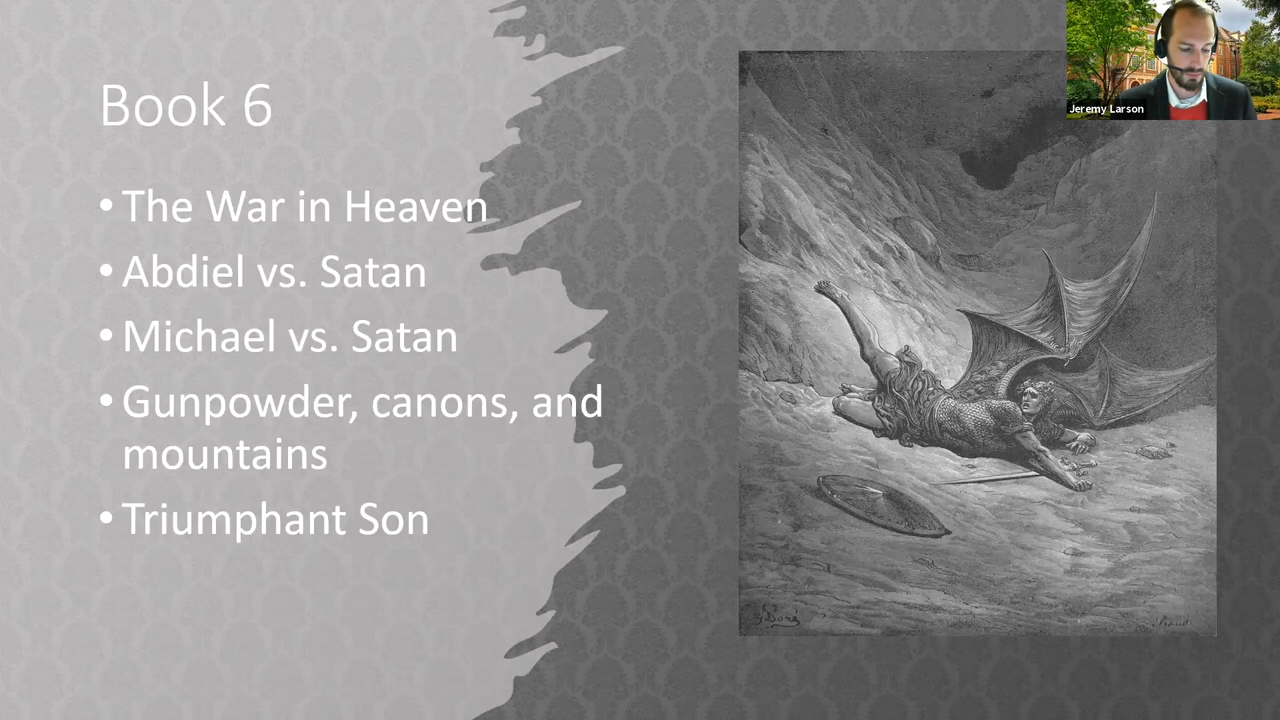 Book 6
• The War in Heaven
• Abdiel vs. Satan
• Michael vs. Satan
• Gunpowder, canons, and
mountains
• Triumphant Son
Jeremy Larson
G Doré